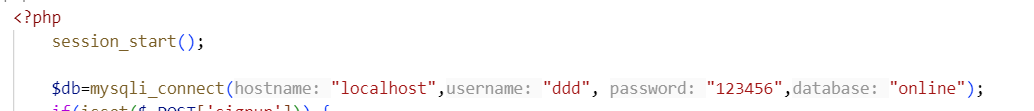 <?php
session_start();
$db=mysqli_connect(hostname: "localhost",username: "ddd", password: "123456",database: "online");
if(isset($_POST['signup'])) {